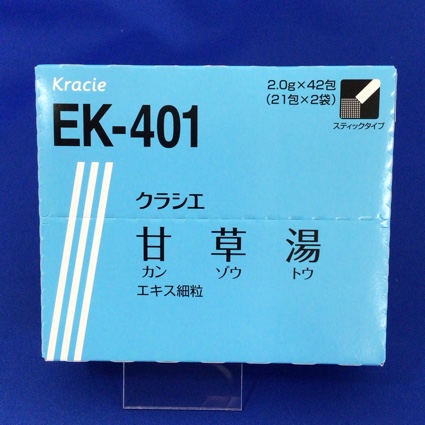 Kracie
2.0g×42包
(21包×2袋)
スティックタイプ
EK-401
クラシエ
甘草湯
カン ゾウ トウ
エキス細粒